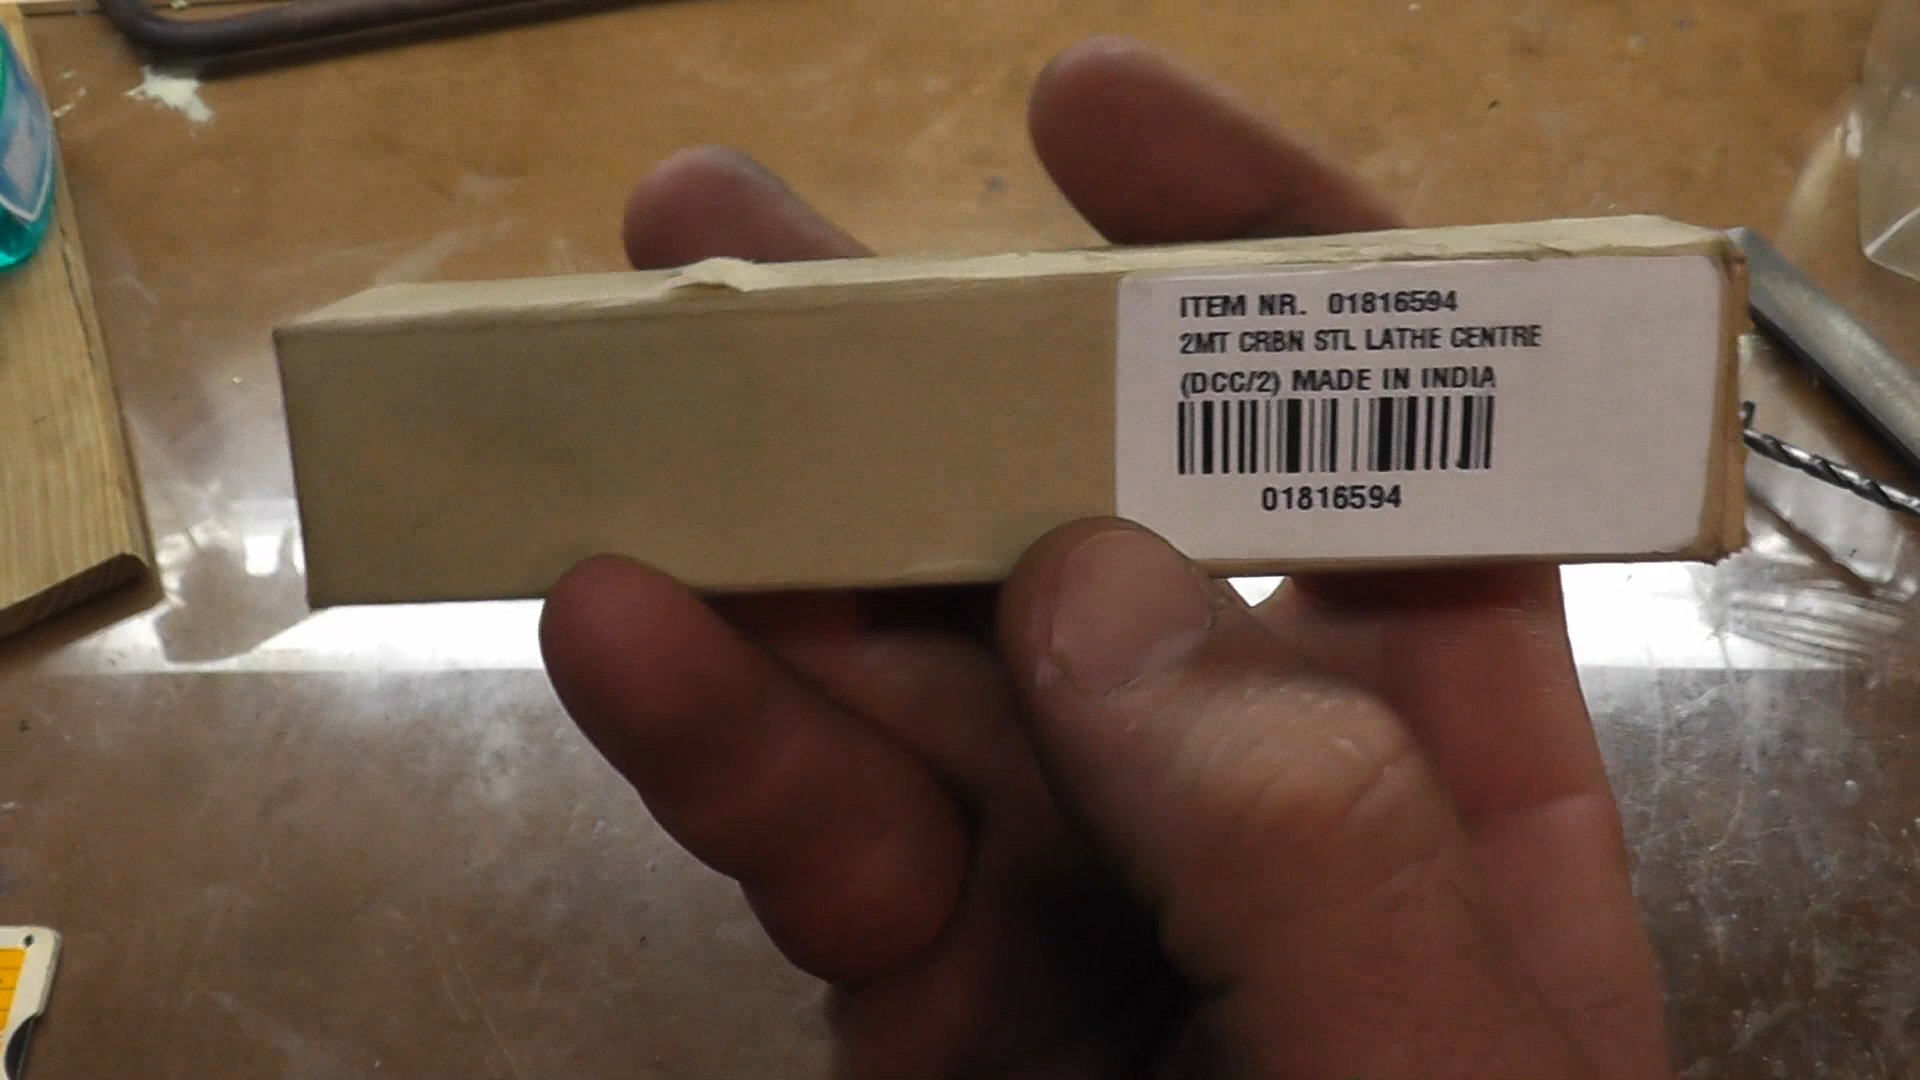 ITEM NR. 01816594
2MT CRBN STL LATHE CENTRE
(DCC/2) MADE IN INDIA
01816594